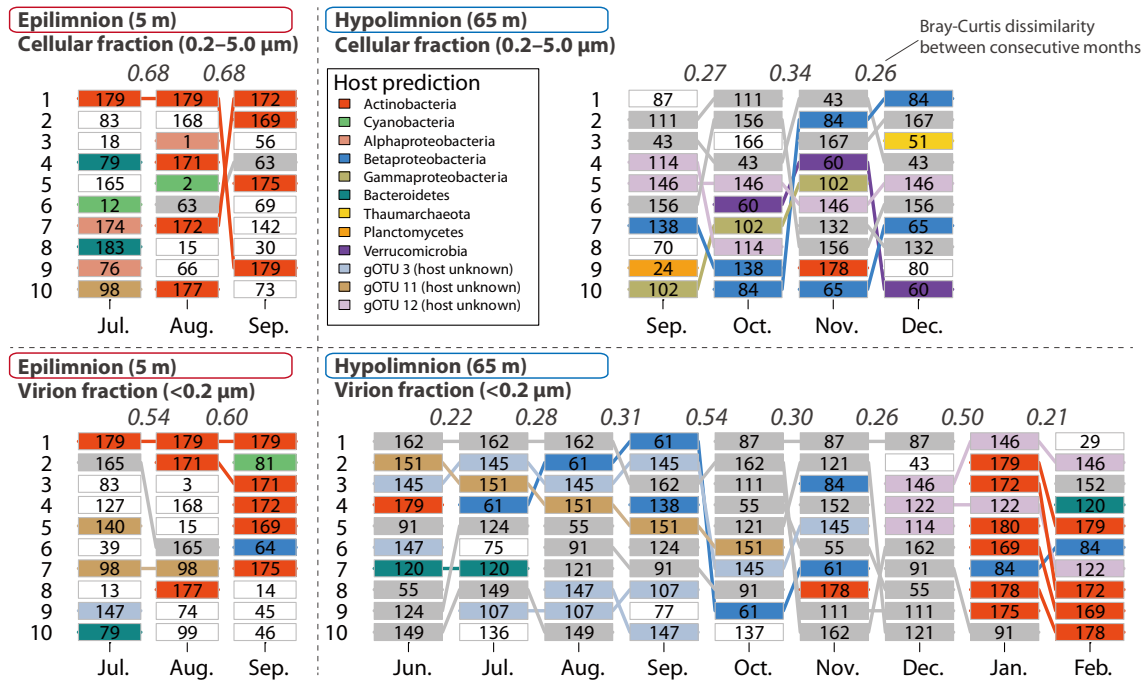 Epilimnion (5 m)
Cellular fraction (0.2–5.0 µm)
0.68 0.68
1 179 179 172
2 83 168 169
3 18 1 56
4 79 171 63
5 165 2 175
6 12 63 69
7 174 172 142
8 183 15 30
9 76 66 179
10 98 177 73
Jul. Aug. Sep.
Hypolimnion (65 m)
Cellular fraction (0.2–5.0 µm)
Bray-Curtis dissimilarity
between consecutive months
Host prediction
Actinobacteria
Cyanobacteria
Alphaproteobacteria
Betaproteobacteria
Gammaproteobacteria
Bacteroidetes
Thaumarchaeota
Planctomycetes
Verrucomicrobia
gOTU 3 (host unknown)
gOTU 11 (host unknown)
gOTU 12 (host unknown)
0.27 0.34 0.26
1 87 111 43 84
2 111 156 84 167
3 43 166 167 51
4 114 43 60 43
5 146 146 102 146
6 156 60 146 156
7 138 102 132 65
8 70 114 156 132
9 24 138 178 80
10 102 84 65 60
Sep. Oct. Nov. Dec.
Epilimnion (5 m)
Virion fraction (<0.2 µm)
0.54 0.60
1 179 179 179
2 165 171 81
3 83 3 171
4 127 168 172
5 140 15 169
6 39 165 64
7 98 98 175
8 13 177 14
9 147 74 45
10 79 99 46
Jul. Aug. Sep.
Hypolimnion (65 m)
Virion fraction (<0.2 µm)
0.22 0.28 0.31 0.54 0.30 0.26 0.50 0.21
1 162 162 162 61 87 87 87 146 29
2 151 145 61 145 162 121 43 179 146
3 145 151 145 162 111 84 146 172 152
4 179 61 151 138 55 152 122 122 120
5 91 124 55 151 121 145 114 180 179
6 147 75 91 124 151 55 162 169 84
7 120 120 121 91 145 61 91 84 122
8 55 149 147 107 91 178 55 178 172
9 124 107 107 77 61 111 111 175 169
10 149 136 149 147 137 162 121 91 178
Jun. Jul. Aug. Sep. Oct. Nov. Dec. Jan. Feb.